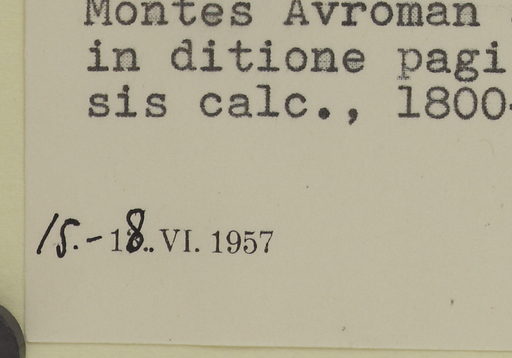 Montes Avroman
in ditione pagi
sis calc., 1800-
15.-18..VI. 1957